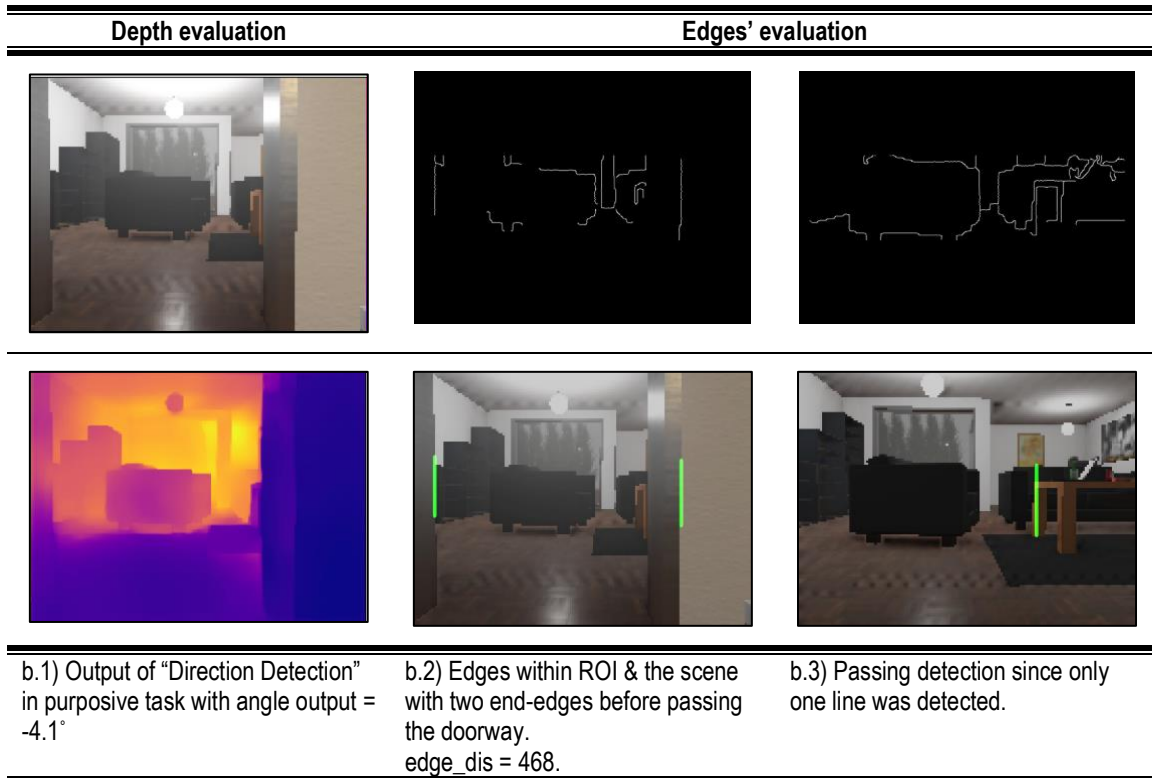 Depth evaluation
Edges’ evaluation
b.1) Output of “Direction Detection”
in purposive task with angle output =
-4.1˚
b.2) Edges within ROI & the scene
with two end-edges before passing
the doorway.
edge_dis = 468.
b.3) Passing detection since only
one line was detected.